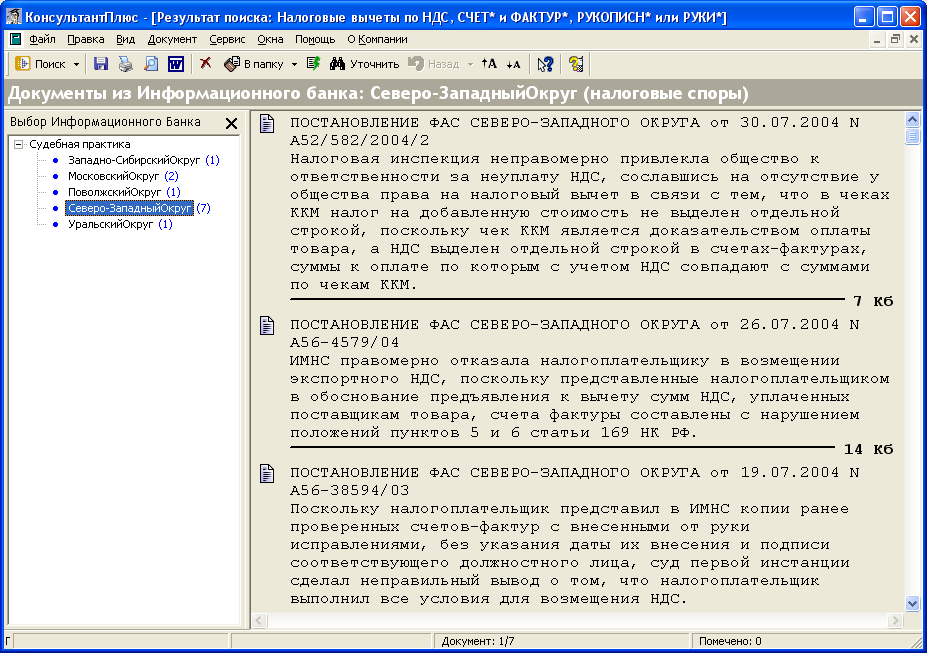 КонсультантПлюс - [Результат поиска: Налоговые вычеты по НДС, СЧЕТ* и ФАКТУР*, РУКОПИСН* или РУКИ*]
Файл Правка Вид Документ Сервис Окна Помощь О Компании
Поиск В папку Уточнить Назад
Документы из Информационного банка: Северо-ЗападныйОкруг (налоговые споры)
Выбор Информационного Банка
Судебная практика
Западно-СибирскийОкруг (1)
МосковскийОкруг (2)
ПоволжскийОкруг (1)
Северо-ЗападныйОкруг (7)
УральскийОкруг (1)
ПОСТАНОВЛЕНИЕ ФАС СЕВЕРО-ЗАПАДНОГО ОКРУГА от 30.07.2004 N
А52/582/2004/2
Налоговая инспекция неправомерно привлекла общество к
ответственности за неуплату НДС, сославшись на отсутствие у
общества права на налоговый вычет в связи с тем, что в чеках
ККМ налог на добавленную стоимость не выделен отдельной
строкой, поскольку чек ККМ является доказательством оплаты
товара, а НДС выделен отдельной строкой в счетах-фактурах,
суммы к оплате по которым с учетом НДС совпадают с суммами
по чекам ККМ.
7 Кб
ПОСТАНОВЛЕНИЕ ФАС СЕВЕРО-ЗАПАДНОГО ОКРУГА от 26.07.2004 N
А56-4579/04
ИМНС правомерно отказала налогоплательщику в возмещении
экспортного НДС, поскольку представленные налогоплательщиком
в обоснование предъявления к вычету сумм НДС, уплаченных
поставщикам товара, счета фактуры составлены с нарушением
положений пунктов 5 и 6 статьи 169 НК РФ.
14 Кб
ПОСТАНОВЛЕНИЕ ФАС СЕВЕРО-ЗАПАДНОГО ОКРУГА от 19.07.2004 N
А56-38594/03
Поскольку налогоплательщик представил в ИМНС копии ранее
проверенных счетов-фактур с внесенными от руки
исправлениями, без указания даты их внесения и подписи
соответствующего должностного лица, суд первой инстанции
сделал неправильный вывод о том, что налогоплательщик
выполнил все условия для возмещения НДС.
Г Документ: 1/7 Помечено: 0